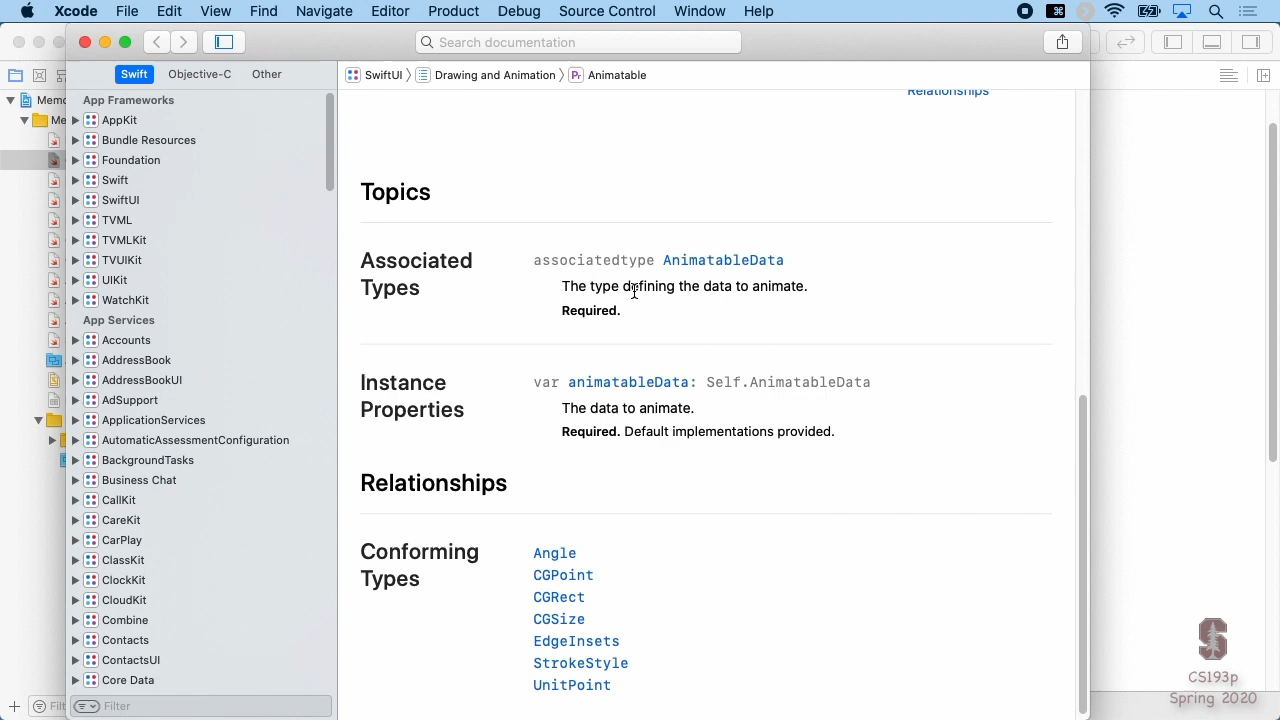 Xcode File Edit View Find Navigate Editor Product Debug Source Control Window Help
Search documentation
Swift Objective-C Other
SwiftUI Drawing and Animation Pr Animatable
Memo
Me
App Frameworks
AppKit
Bundle Resources
Foundation
Swift
SwiftUI
TVML
TVMLKit
TVUIKit
UIKit
WatchKit
App Services
Accounts
AddressBook
AddressBookUI
AdSupport
ApplicationServices
AutomaticAssessmentConfiguration
BackgroundTasks
Business Chat
CallKit
CareKit
CarPlay
ClassKit
ClockKit
CloudKit
Combine
Contacts
ContactsUI
Core Data
Filt
Filter
Relationships
Topics
Associated
Types
associatedtype AnimatableData
The type defining the data to animate.
Required.
Instance
Properties
var animatableData: Self.AnimatableData
The data to animate.
Required. Default implementations provided.
Relationships
Conforming
Types
Angle
CGPoint
CGRect
CGSize
EdgeInsets
StrokeStyle
UnitPoint
CS193p
Spring 2020